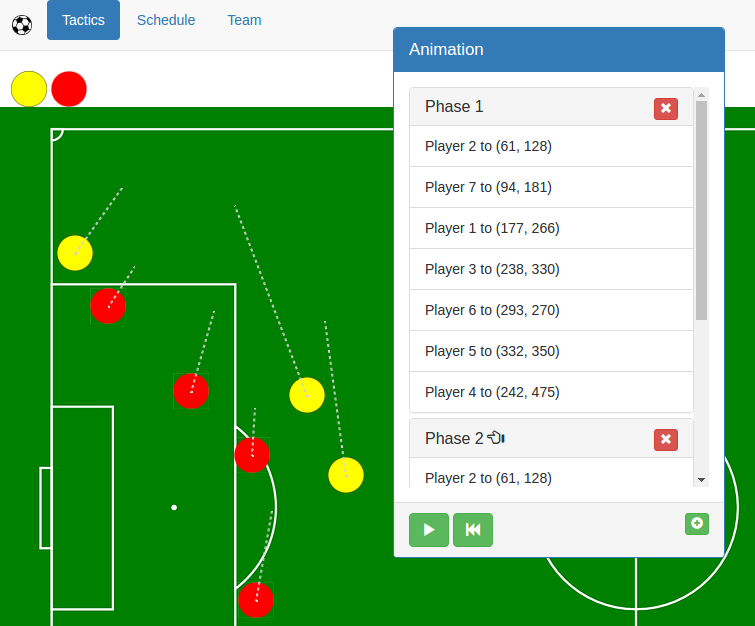 Tactics Schedule Team
Animation
Phase 1
Player 2 to (61, 128)
Player 7 to (94, 181)
Player 1 to (177, 266)
Player 3 to (238, 330)
Player 6 to (293, 270)
Player 5 to (332, 350)
Player 4 to (242, 475)
Phase 2
Player 2 to (61, 128)